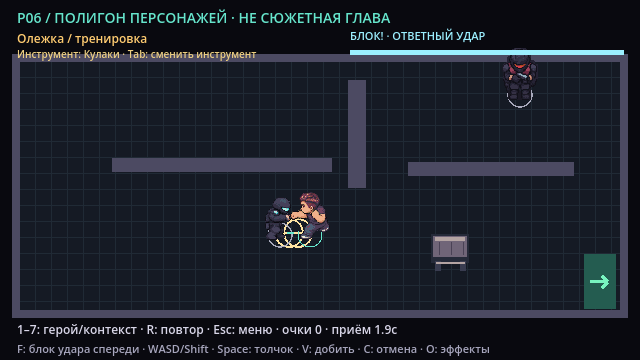 P06 / ПОЛИГОН ПЕРСОНАЖЕЙ · НЕ СЮЖЕТНАЯ ГЛАВА
Олежка / тренировка
БЛОК! · ОТВЕТНЫЙ УДАР
Инструмент: Кулаки · Tab: сменить инструмент
1–7: герой/контекст · R: повтор · Esc: меню · очки 0 · приём 1.9с
F: блок удара спереди · WASD/Shift · Space: толчок · V: добить · C: отмена · O: эффекты